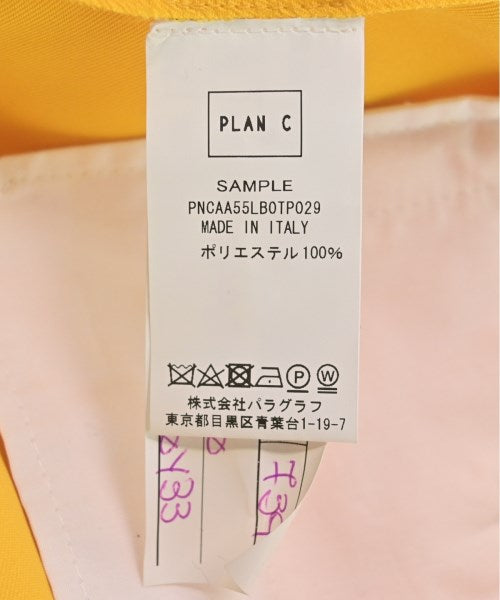 PLAN C
SAMPLE
PNCAA55LB0TP029
MADE IN ITALY
ポリエステル100%
P W
株式会社パラグラフ
東京都目黒区青葉台1-19-7